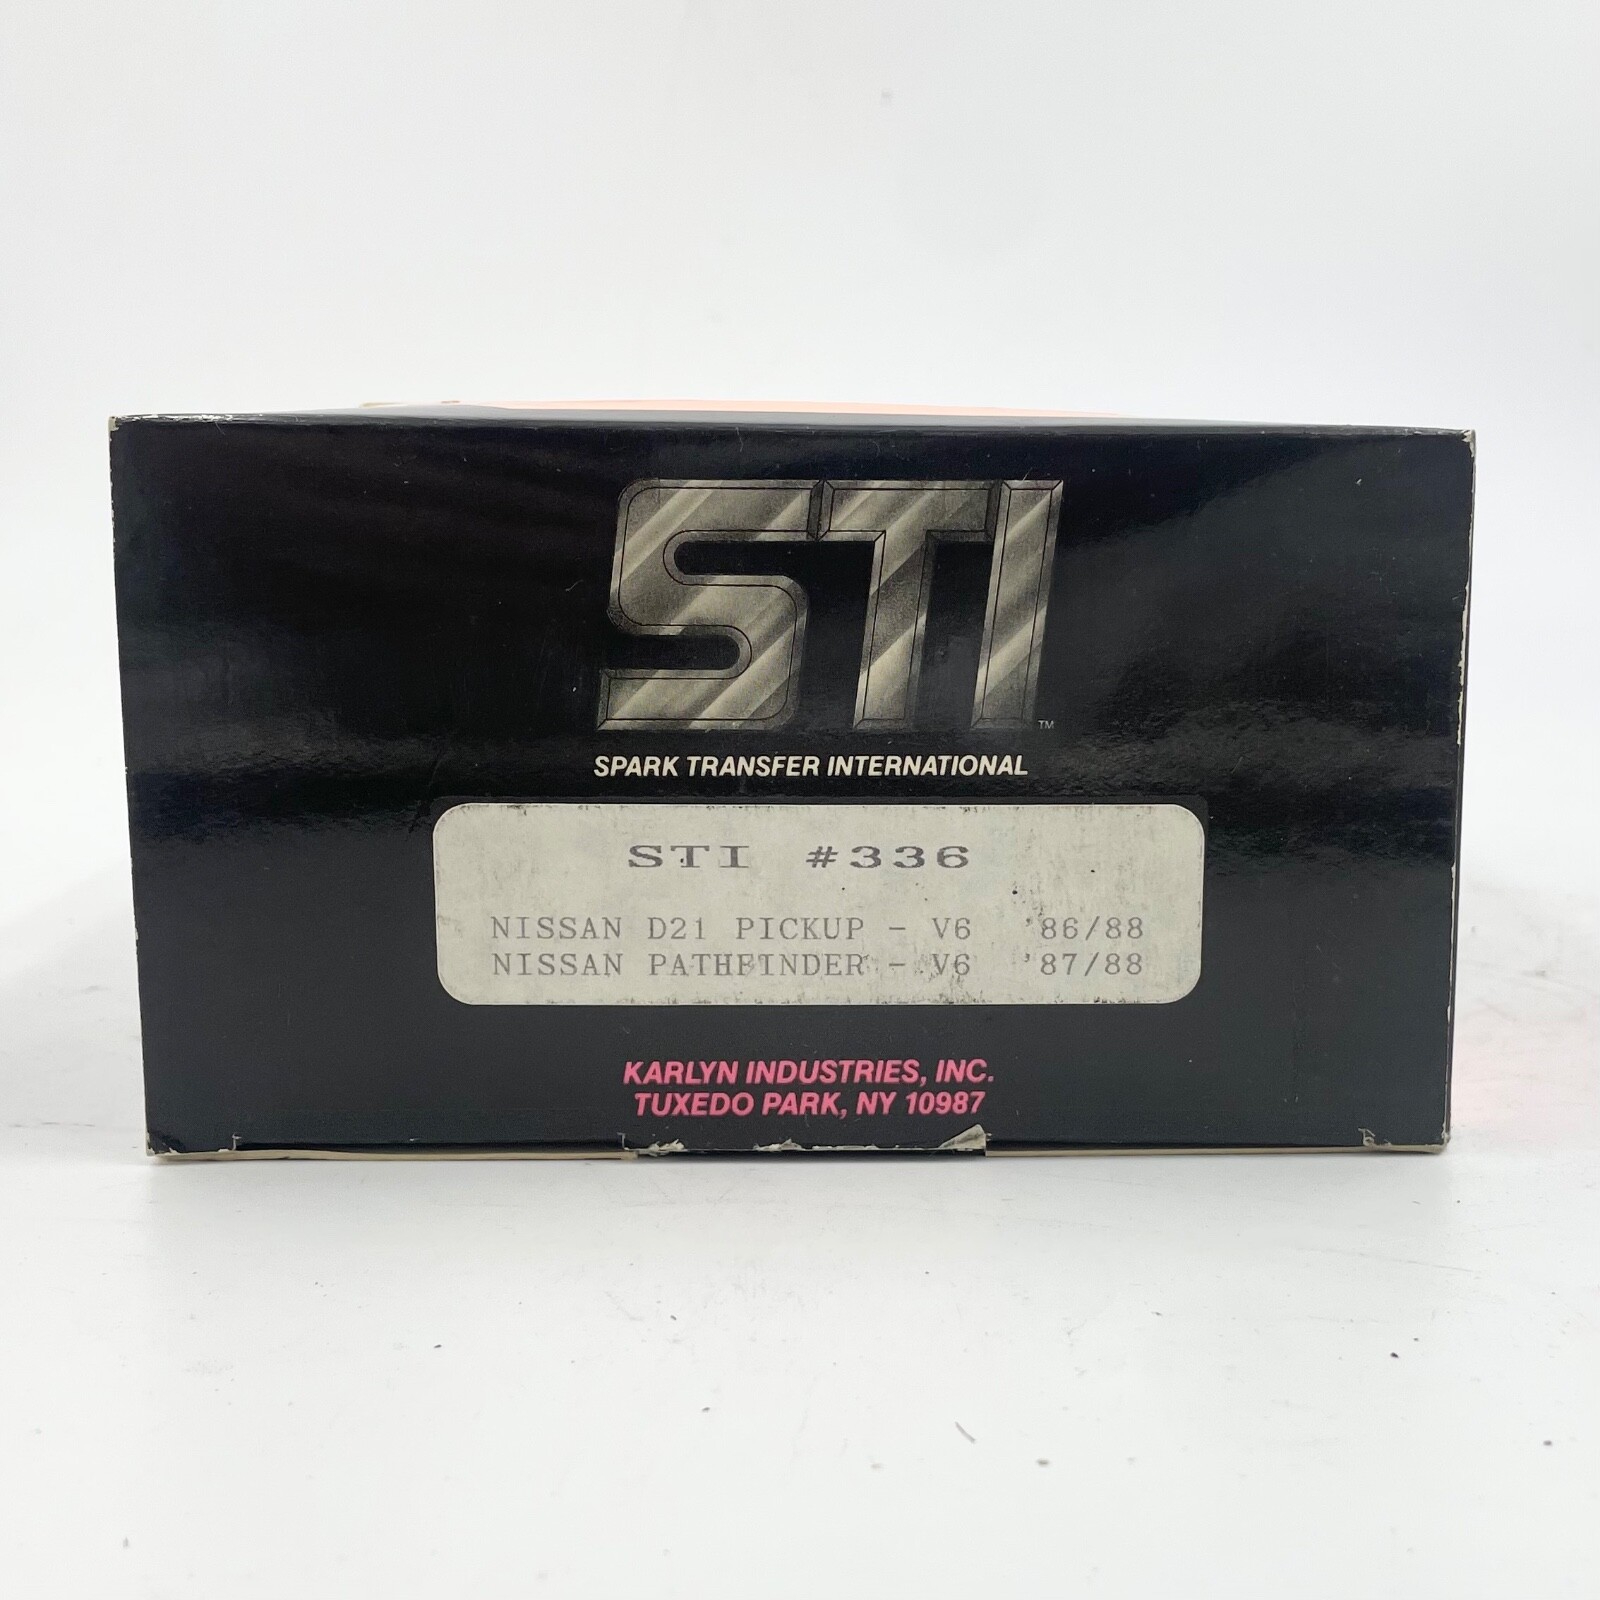 STI
TM
SPARK TRANSFER INTERNATIONAL
STI #336
NISSAN D21 PICKUP - V6 '86/88
NISSAN PATHFINDER - V6 '87/88
KARLYN INDUSTRIES, INC.
TUXEDO PARK, NY 10987